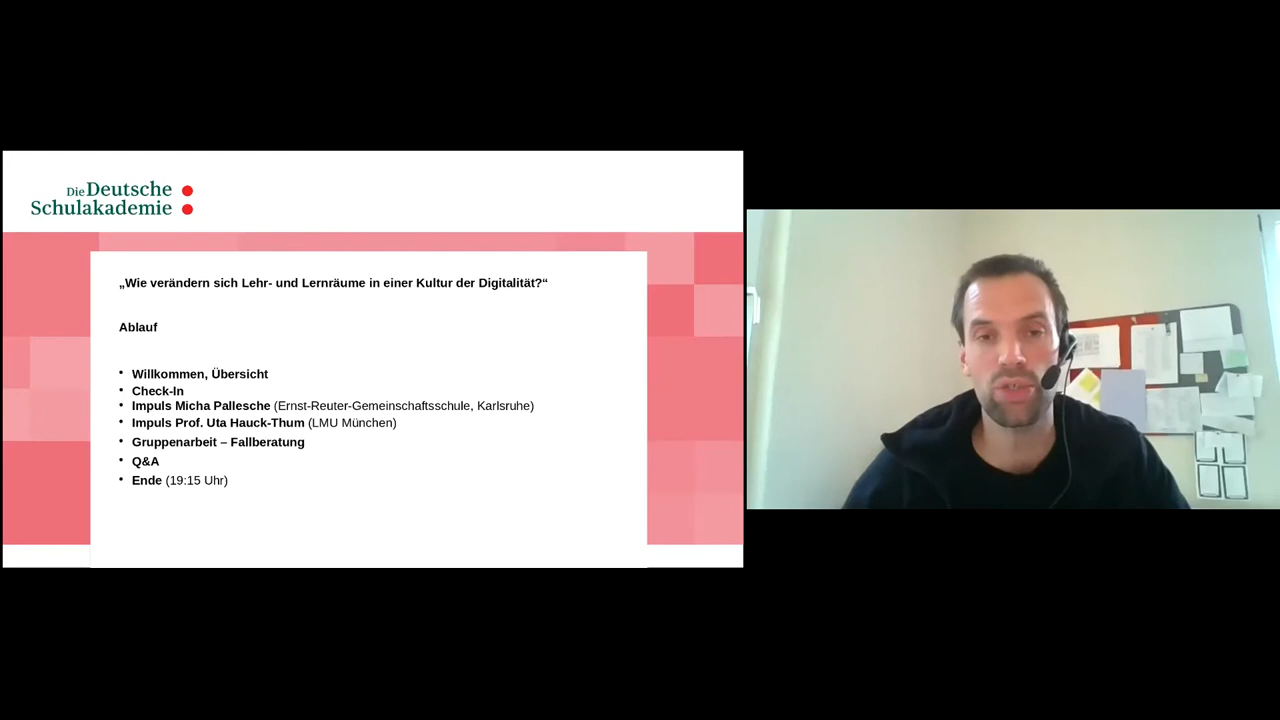 Die Deutsche
Schulakademie
„Wie verändern sich Lehr- und Lernräume in einer Kultur der Digitalität?“
Ablauf
• Willkommen, Übersicht
• Check-In
• Impuls Micha Pallesche (Ernst-Reuter-Gemeinschaftsschule, Karlsruhe)
• Impuls Prof. Uta Hauck-Thum (LMU München)
• Gruppenarbeit – Fallberatung
• Q&A
• Ende (19:15 Uhr)